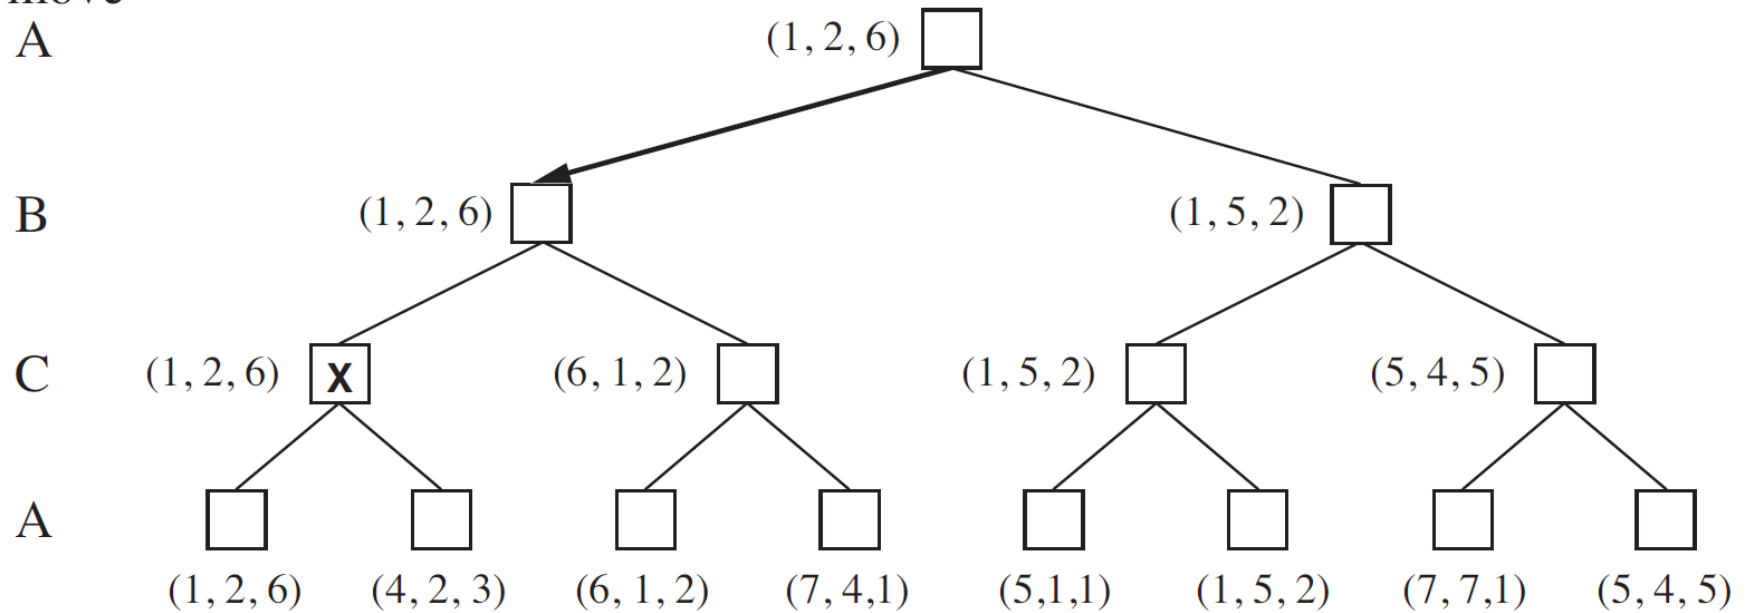 A (1, 2, 6)
B (1, 2, 6) (1, 5, 2)
C (1, 2, 6) X (6, 1, 2) (1, 5, 2) (5, 4, 5)
A
(1, 2, 6) (4, 2, 3) (6, 1, 2) (7, 4,1) (5,1,1) (1, 5, 2) (7, 7,1) (5, 4, 5)